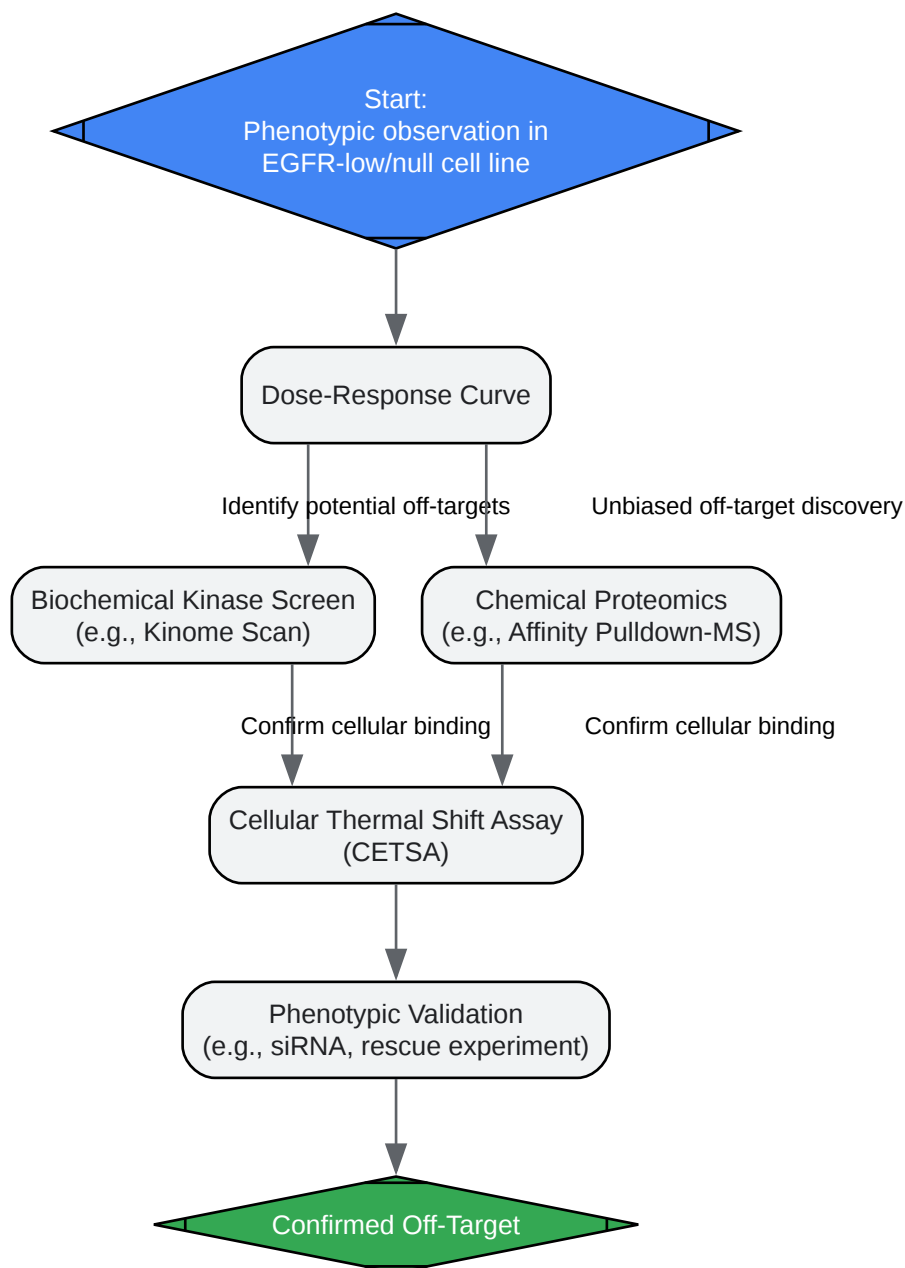 Start:
Phenotypic observation in
EGFR-low/null cell line
Dose-Response Curve
Identify potential off-targets
Unbiased off-target discovery
Biochemical Kinase Screen
(e.g., Kinome Scan)
Chemical Proteomics
(e.g., Affinity Pulldown-MS)
Confirm cellular binding
Confirm cellular binding
Cellular Thermal Shift Assay
(CETSA)
Phenotypic Validation
(e.g., siRNA, rescue experiment)
Confirmed Off-Target